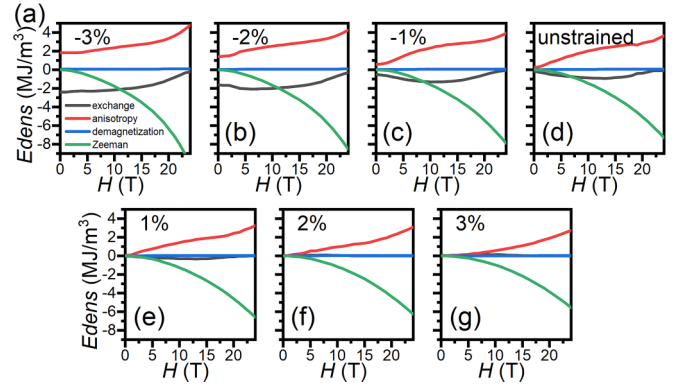 (a)
-3%
-2%
-1%
unstrained
4
2
0
-2
-4
-6
-8
Edens (MJ/m³)
exchange
anisotropy
demagnetization
Zeeman
(b)
(c)
(d)
0 5 10 15 20
0 5 10 15 20
0 5 10 15 20
0 5 10 15 20
H (T)
H (T)
H (T)
H (T)
1%
2%
3%
4
2
0
-2
-4
-6
-8
Edens (MJ/m³)
(e)
(f)
(g)
0 5 10 15 20
0 5 10 15 20
0 5 10 15 20
H (T)
H (T)
H (T)